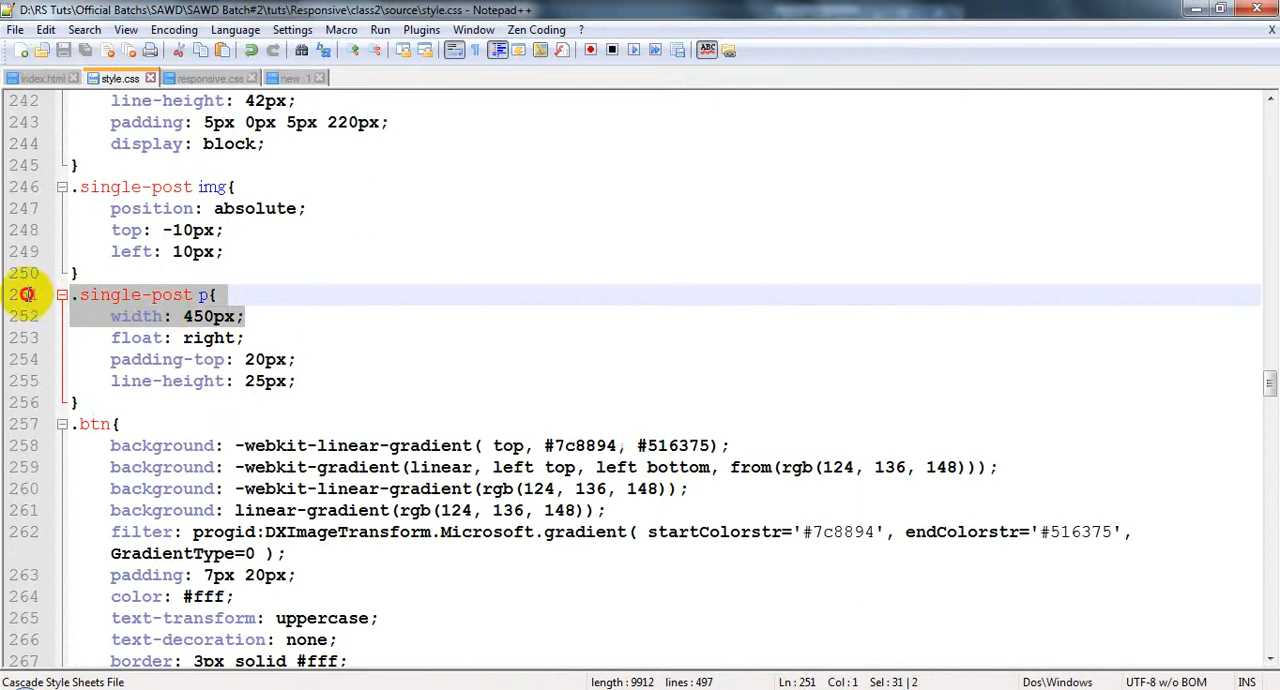 D:\RS Tuts\Official Batchs\SAWD\SAWD Batch#2\tuts\Responsive\class2\source\style.css - Notepad++
File Edit Search View Encoding Language Settings Macro Run Plugins Window Zen Coding ? X
index.html style.css responsive.css new 1
242 line-height: 42px;
243 padding: 5px 0px 5px 220px;
244 display: block;
245 }
246 .single-post img{
247 position: absolute;
248 top: -10px;
249 left: 10px;
250 }
.single-post p{
252 width: 450px;
253 float: right;
254 padding-top: 20px;
255 line-height: 25px;
256 }
257 .btn{
258 background: -webkit-linear-gradient( top, #7c8894, #516375);
259 background: -webkit-gradient(linear, left top, left bottom, from(rgb(124, 136, 148)));
260 background: -webkit-linear-gradient(rgb(124, 136, 148));
261 background: linear-gradient(rgb(124, 136, 148));
262 filter: progid:DXImageTransform.Microsoft.gradient( startColorstr='#7c8894', endColorstr='#516375',
GradientType=0 );
263 padding: 7px 20px;
264 color: #fff;
265 text-transform: uppercase;
266 text-decoration: none;
267 border: 3px solid #fff;
Cascade Style Sheets File length : 9912 lines : 497 Ln : 251 Col : 1 Sel : 31 | 2 Dos\Windows UTF-8 w/o BOM INS